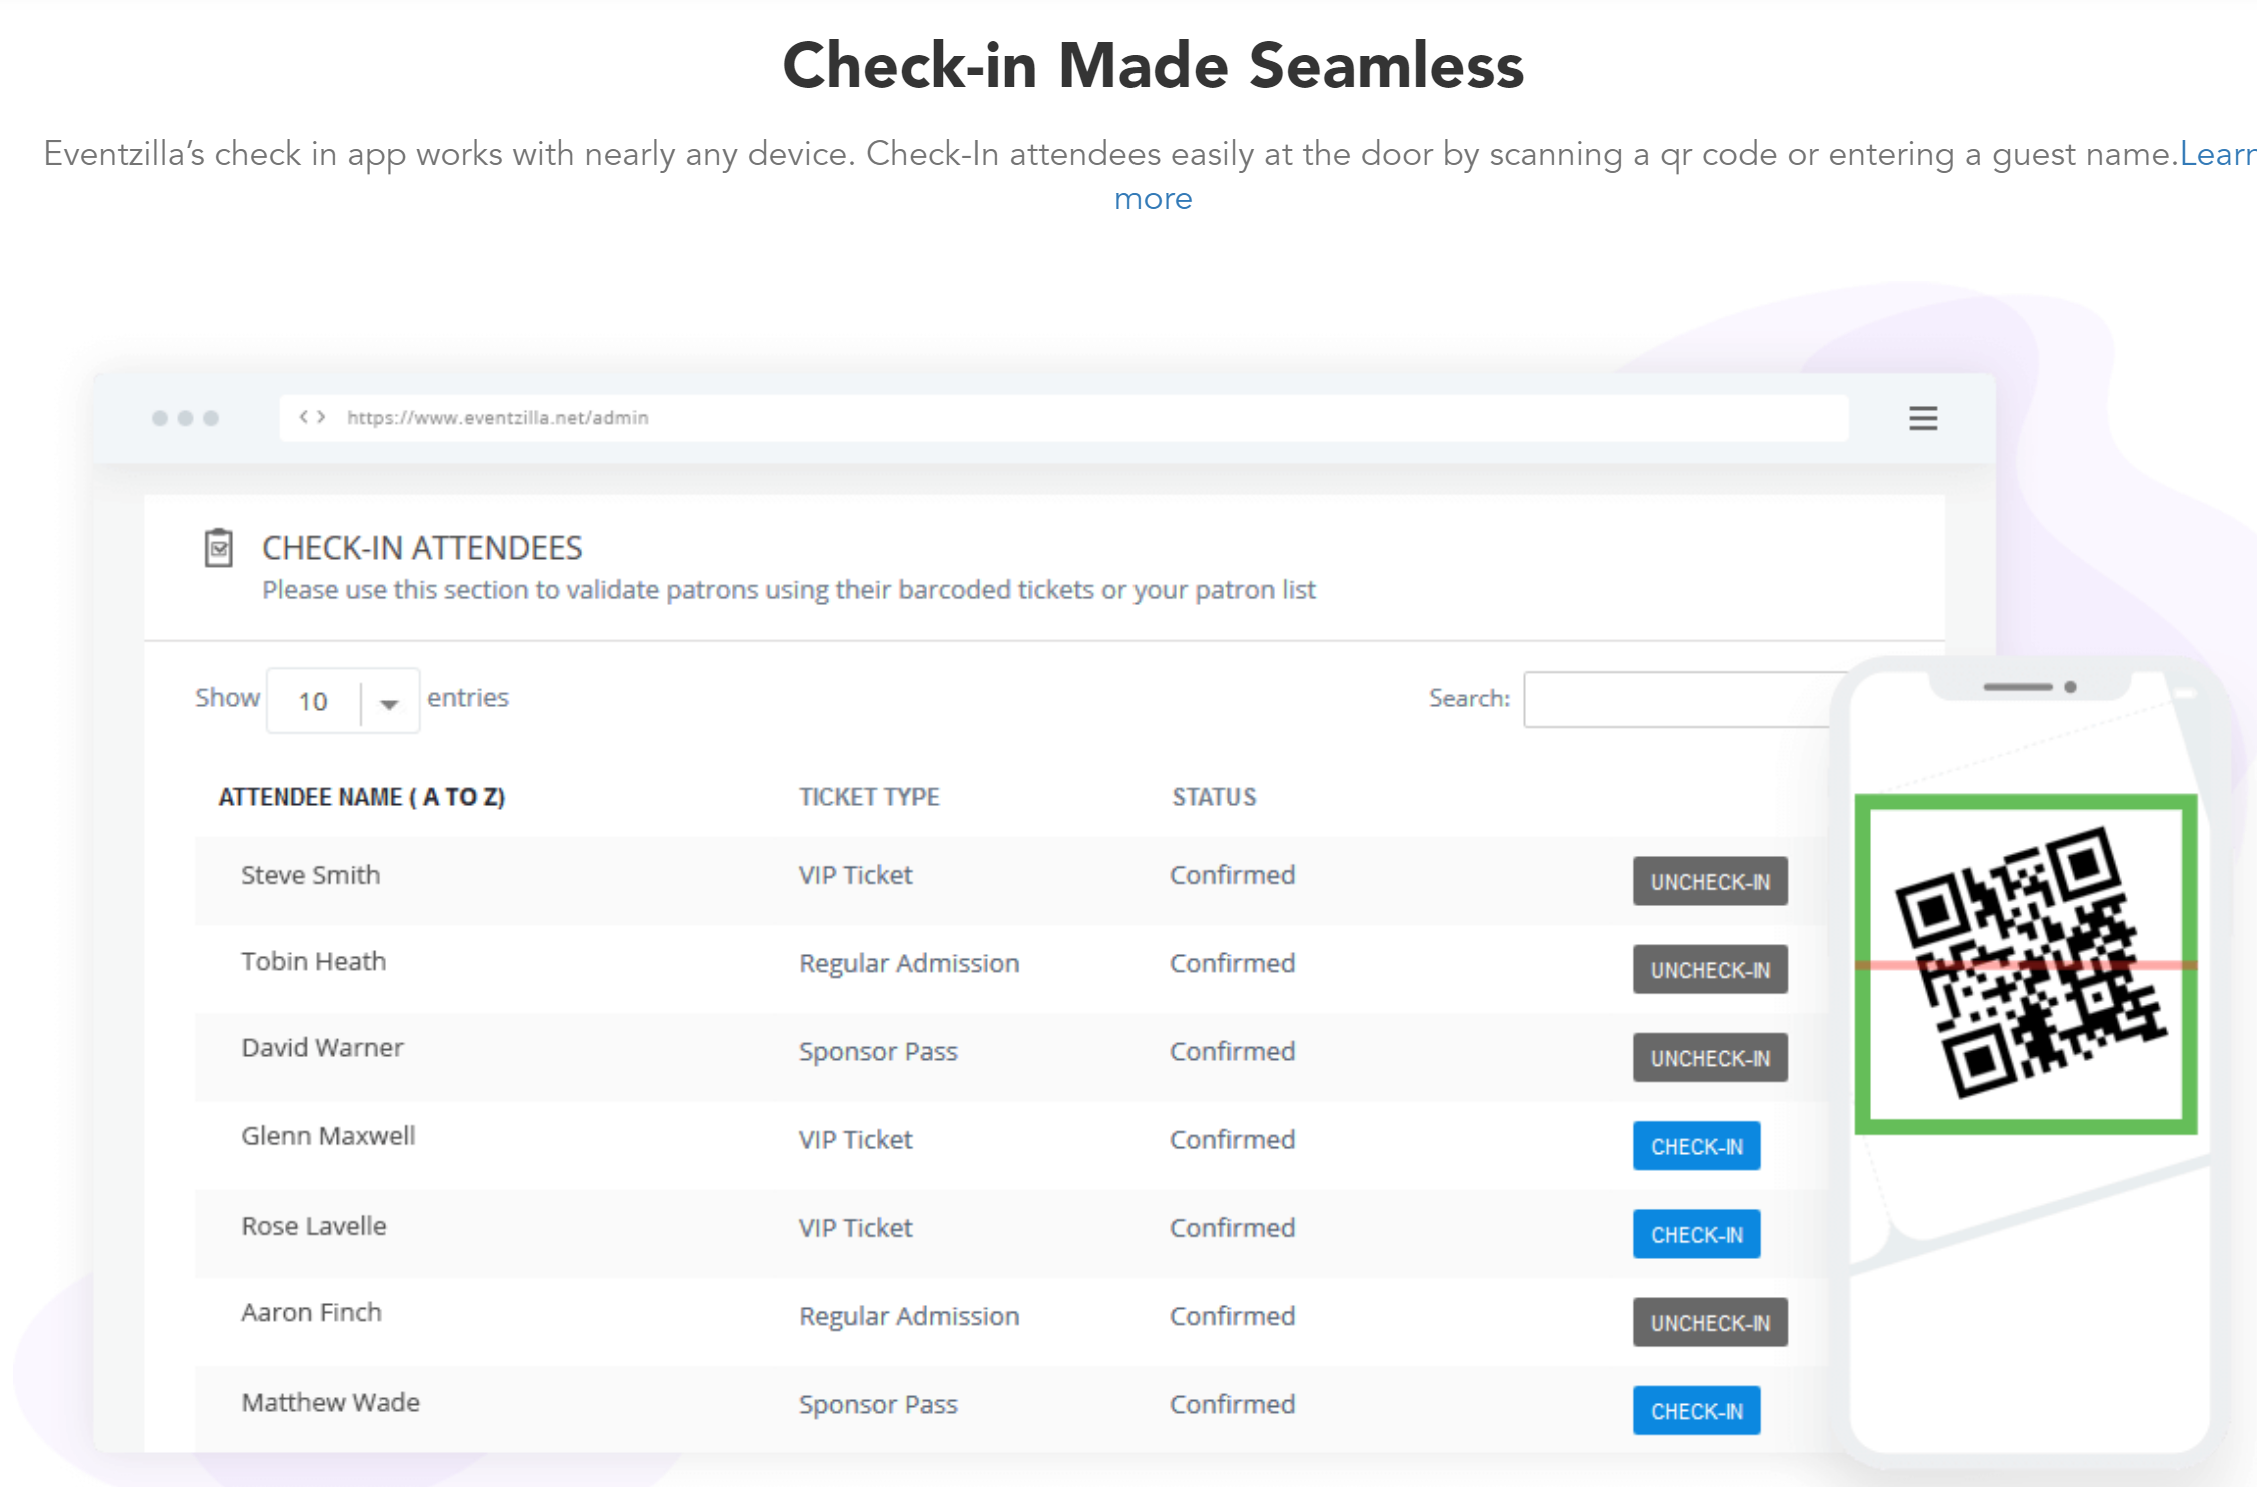 Check-in Made Seamless
Eventzilla’s check in app works with nearly any device. Check-In attendees easily at the door by scanning a qr code or entering a guest name.Learn
more
https://www.eventzilla.net/admin
CHECK-IN ATTENDEES
Please use this section to validate patrons using their barcoded tickets or your patron list
Show 10 entries Search:
ATTENDEE NAME ( A TO Z) TICKET TYPE STATUS
Steve Smith VIP Ticket Confirmed UNCHECK-IN
Tobin Heath Regular Admission Confirmed UNCHECK-IN
David Warner Sponsor Pass Confirmed UNCHECK-IN
Glenn Maxwell VIP Ticket Confirmed CHECK-IN
Rose Lavelle VIP Ticket Confirmed CHECK-IN
Aaron Finch Regular Admission Confirmed UNCHECK-IN
Matthew Wade Sponsor Pass Confirmed CHECK-IN